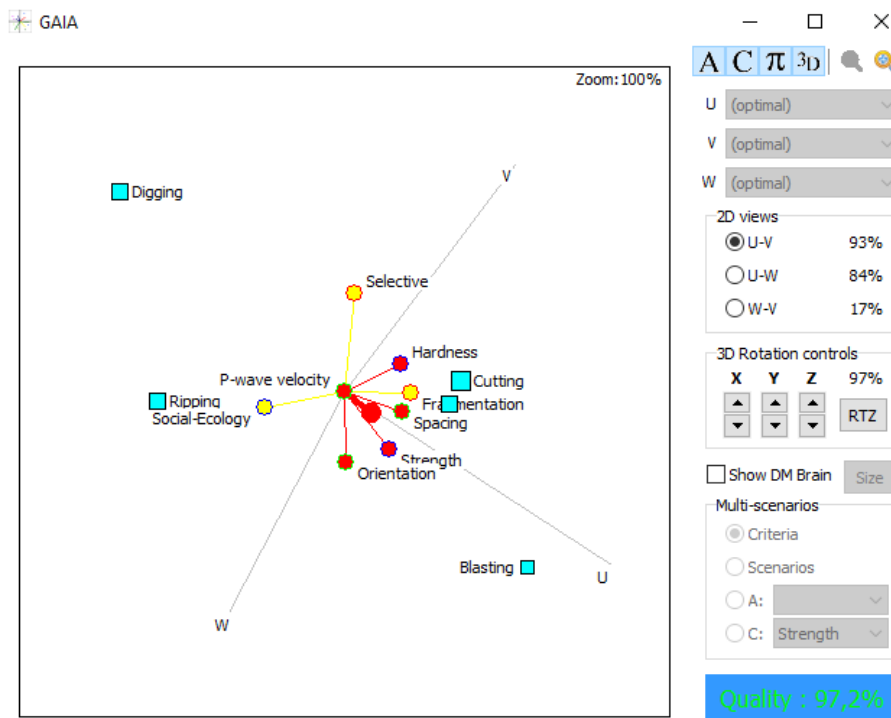 GAIA
Zoom:100%
A C π 3D
U (optimal)
V (optimal)
W (optimal)
2D views
U-V 93%
U-W 84%
W-V 17%
3D Rotation controls
X Y Z 97%
RTZ
Show DM Brain Size
Multi-scenarios
Criteria
Scenarios
A:
C: Strength
Quality : 97,2%
V
Digging
Selective
Hardness
P-wave velocity
Cutting
Ripping
Fragmentation
Social-Ecology
Spacing
Strength
Orientation
Blasting
U
W